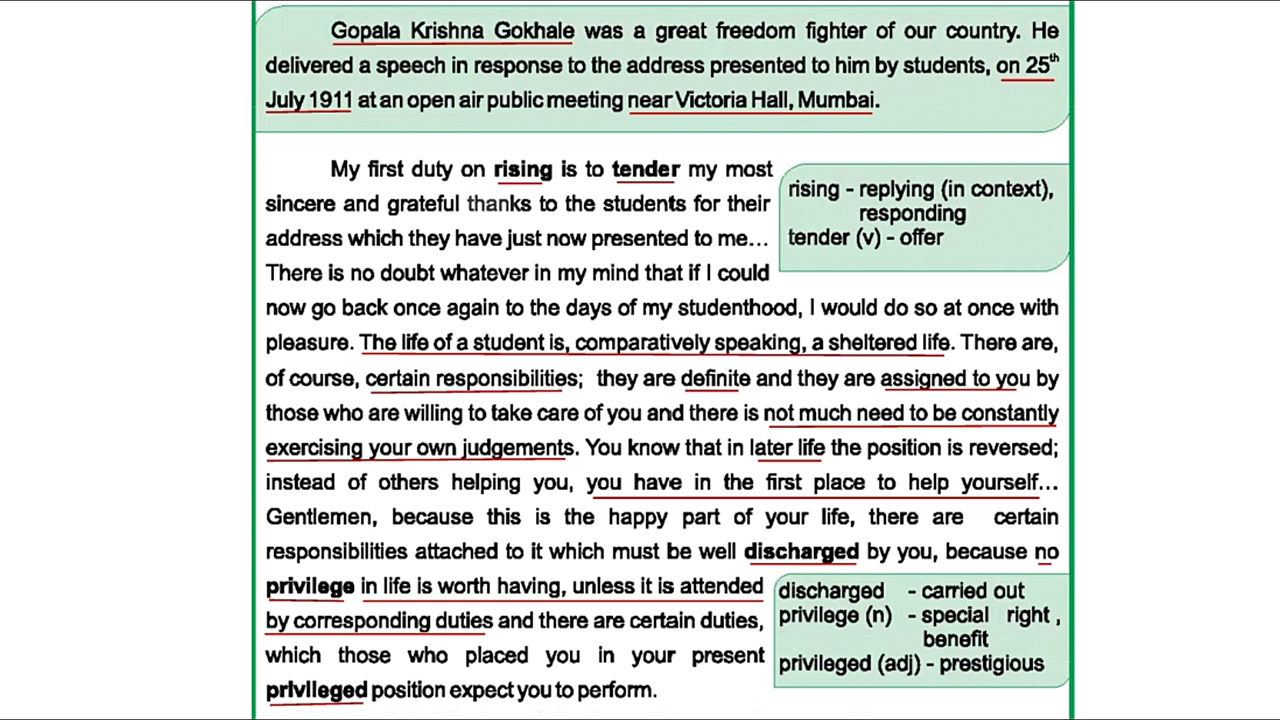 Gopala Krishna Gokhale was a great freedom fighter of our country. He
delivered a speech in response to the address presented to him by students, on 25th
July 1911 at an open air public meeting near Victoria Hall, Mumbai.
My first duty on rising is to tender my most
sincere and grateful thanks to the students for their
address which they have just now presented to me...
There is no doubt whatever in my mind that if I could
rising - replying (in context),
responding
tender (v) - offer
now go back once again to the days of my studenthood, I would do so at once with
pleasure. The life of a student is, comparatively speaking, a sheltered life. There are,
of course, certain responsibilities; they are definite and they are assigned to you by
those who are willing to take care of you and there is not much need to be constantly
exercising your own judgements. You know that in later life the position is reversed;
instead of others helping you, you have in the first place to help yourself...
Gentlemen, because this is the happy part of your life, there are certain
responsibilities attached to it which must be well discharged by you, because no
privilege in life is worth having, unless it is attended
by corresponding duties and there are certain duties,
which those who placed you in your present
privileged position expect you to perform.
discharged - carried out
privilege (n) - special right ,
benefit
privileged (adj) - prestigious